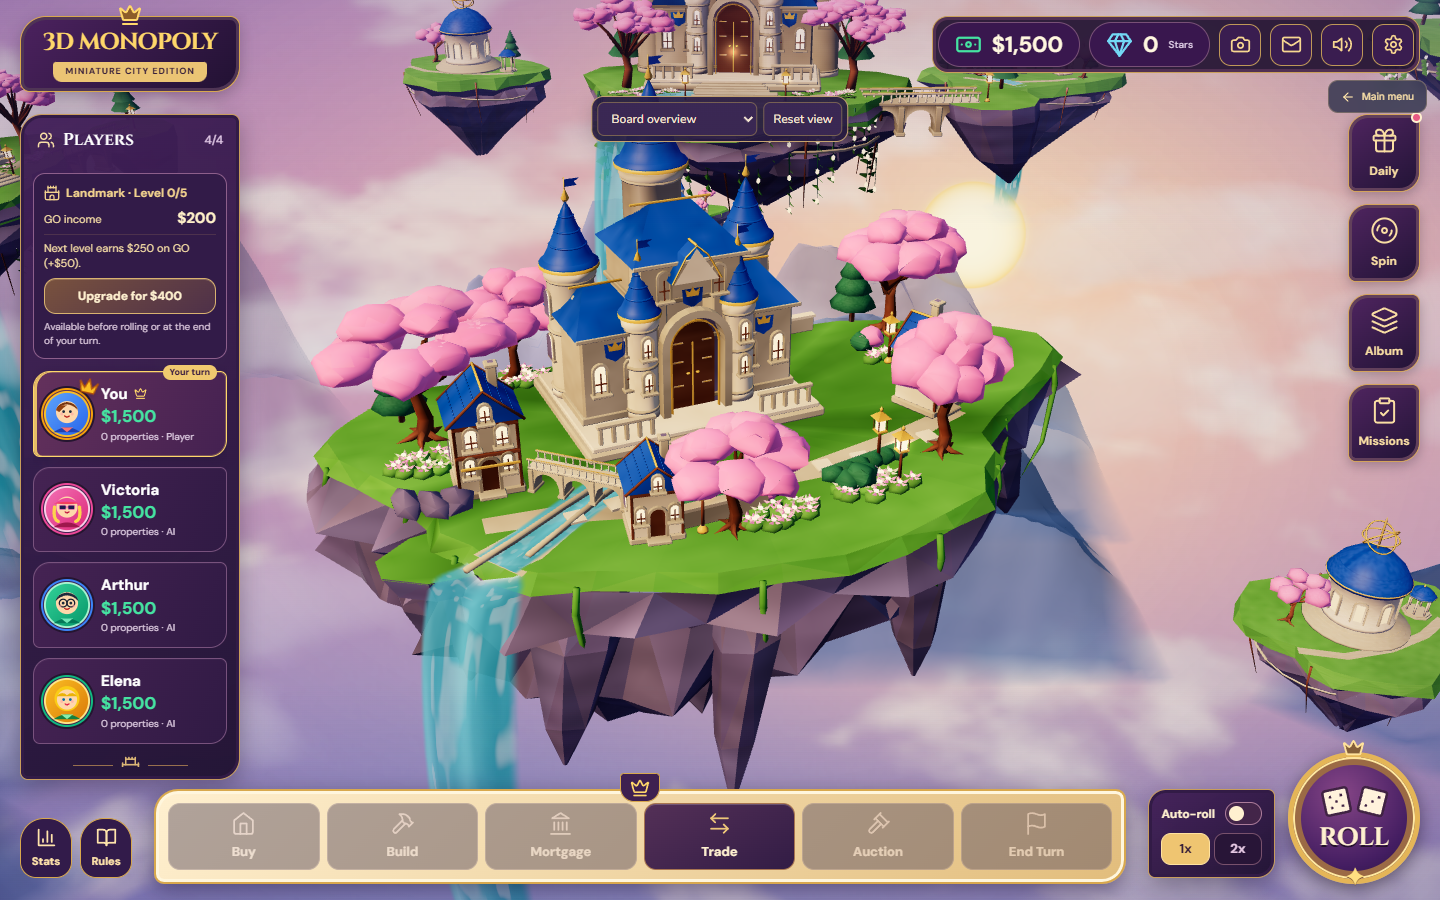 3D MONOPOLY
MINIATURE CITY EDITION
$1,500
0 Stars
Board overview
Reset view
Main menu
PLAYERS 4/4
Landmark · Level 0/5
GO income $200
Next level earns $250 on GO
(+$50).
Upgrade for $400
Available before rolling or at the end
of your turn.
Your turn
You
$1,500
0 properties · Player
Victoria
$1,500
0 properties · AI
Arthur
$1,500
0 properties · AI
Elena
$1,500
0 properties · AI
Daily
Spin
Album
Missions
Stats
Rules
Buy
Build
Mortgage
Trade
Auction
End Turn
Auto-roll
1x
2x
ROLL